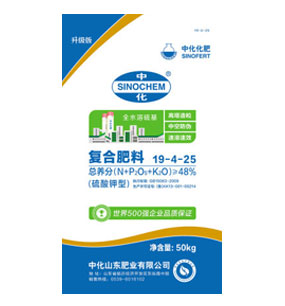 升级版
中化化肥
SINOFERT
中
SINOCHEM
化
全水溶硫基
高塔造粒
中空防伪
速溶速效
复合肥料 19-4-25
总养分(N+P₂O₅+K₂O)≥48%
(硫酸钾型)
世界500强企业品质保证
净含量: 50kg
中化山东肥业有限公司